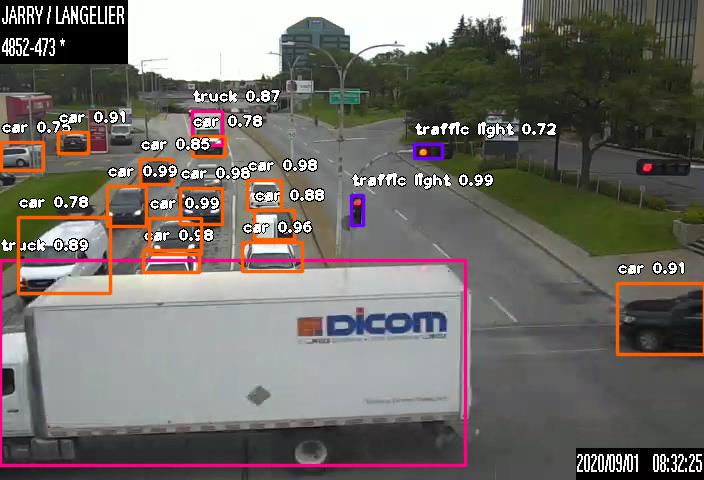 JARRY / LANGELIER
4852-473 *
truck 0.87
car 0.91
car 0.78
car 0.75
traffic light 0.72
car 0.85
car 0.98
car 0.99
car 0.98
traffic light 0.99
car 0.88
car 0.78
car 0.99
car 0.96
car 0.98
truck 0.89
car 0.91
DICOM
2020/09/01 08:32:25